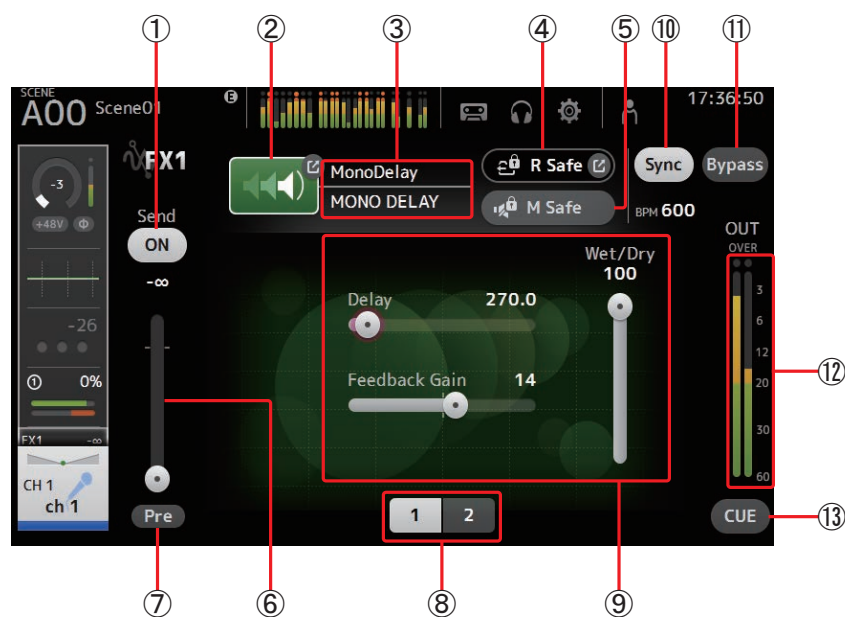 ① ② ③ ④ ⑤ ⑩ ⑪
SCENE
A00 Scene01
E
17:36:50
FX1
MonoDelay
MONO DELAY
R Safe
M Safe
Sync
Bypass
BPM 600
-3
+48V Φ
Send
ON
-∞
OUT
OVER
3
6
12
20
30
60
Wet/Dry
100
Delay 270.0
Feedback Gain 14
-26
① 0%
FX1 -∞
CH 1
ch 1
Pre
1 2
CUE
⑫
⑬
⑦ ⑥ ⑧ ⑨